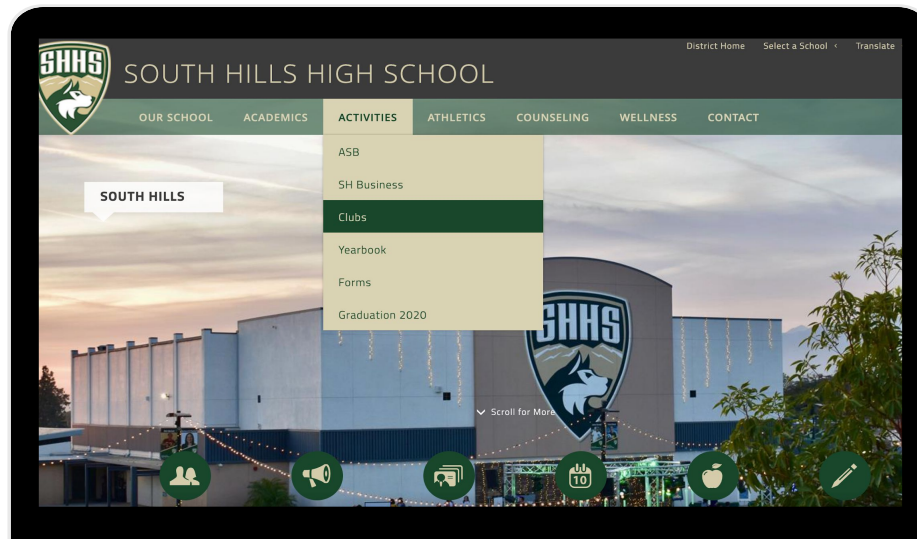 District Home Select a School Translate
SHHS
SOUTH HILLS HIGH SCHOOL
OUR SCHOOL ACADEMICS ACTIVITIES ATHLETICS COUNSELING WELLNESS CONTACT
ASB
SH Business
Clubs
Yearbook
Forms
Graduation 2020
SOUTH HILLS
SHHS
Scroll for More
10